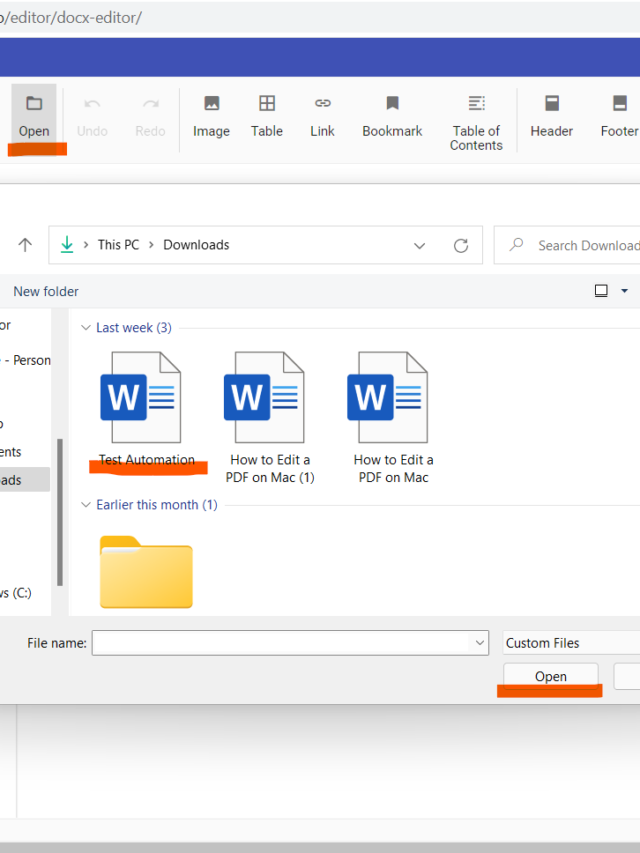 /editor/docx-editor/
Open
Undo
Redo
Image
Table
Link
Bookmark
Table of
Contents
Header
Footer
This PC > Downloads
Search Download
New folder
or
- Person
Last week (3)
W
W
W
Test Automation
How to Edit a
PDF on Mac (1)
How to Edit a
PDF on Mac
ents
ads
Earlier this month (1)
s (C:)
File name:
Custom Files
Open